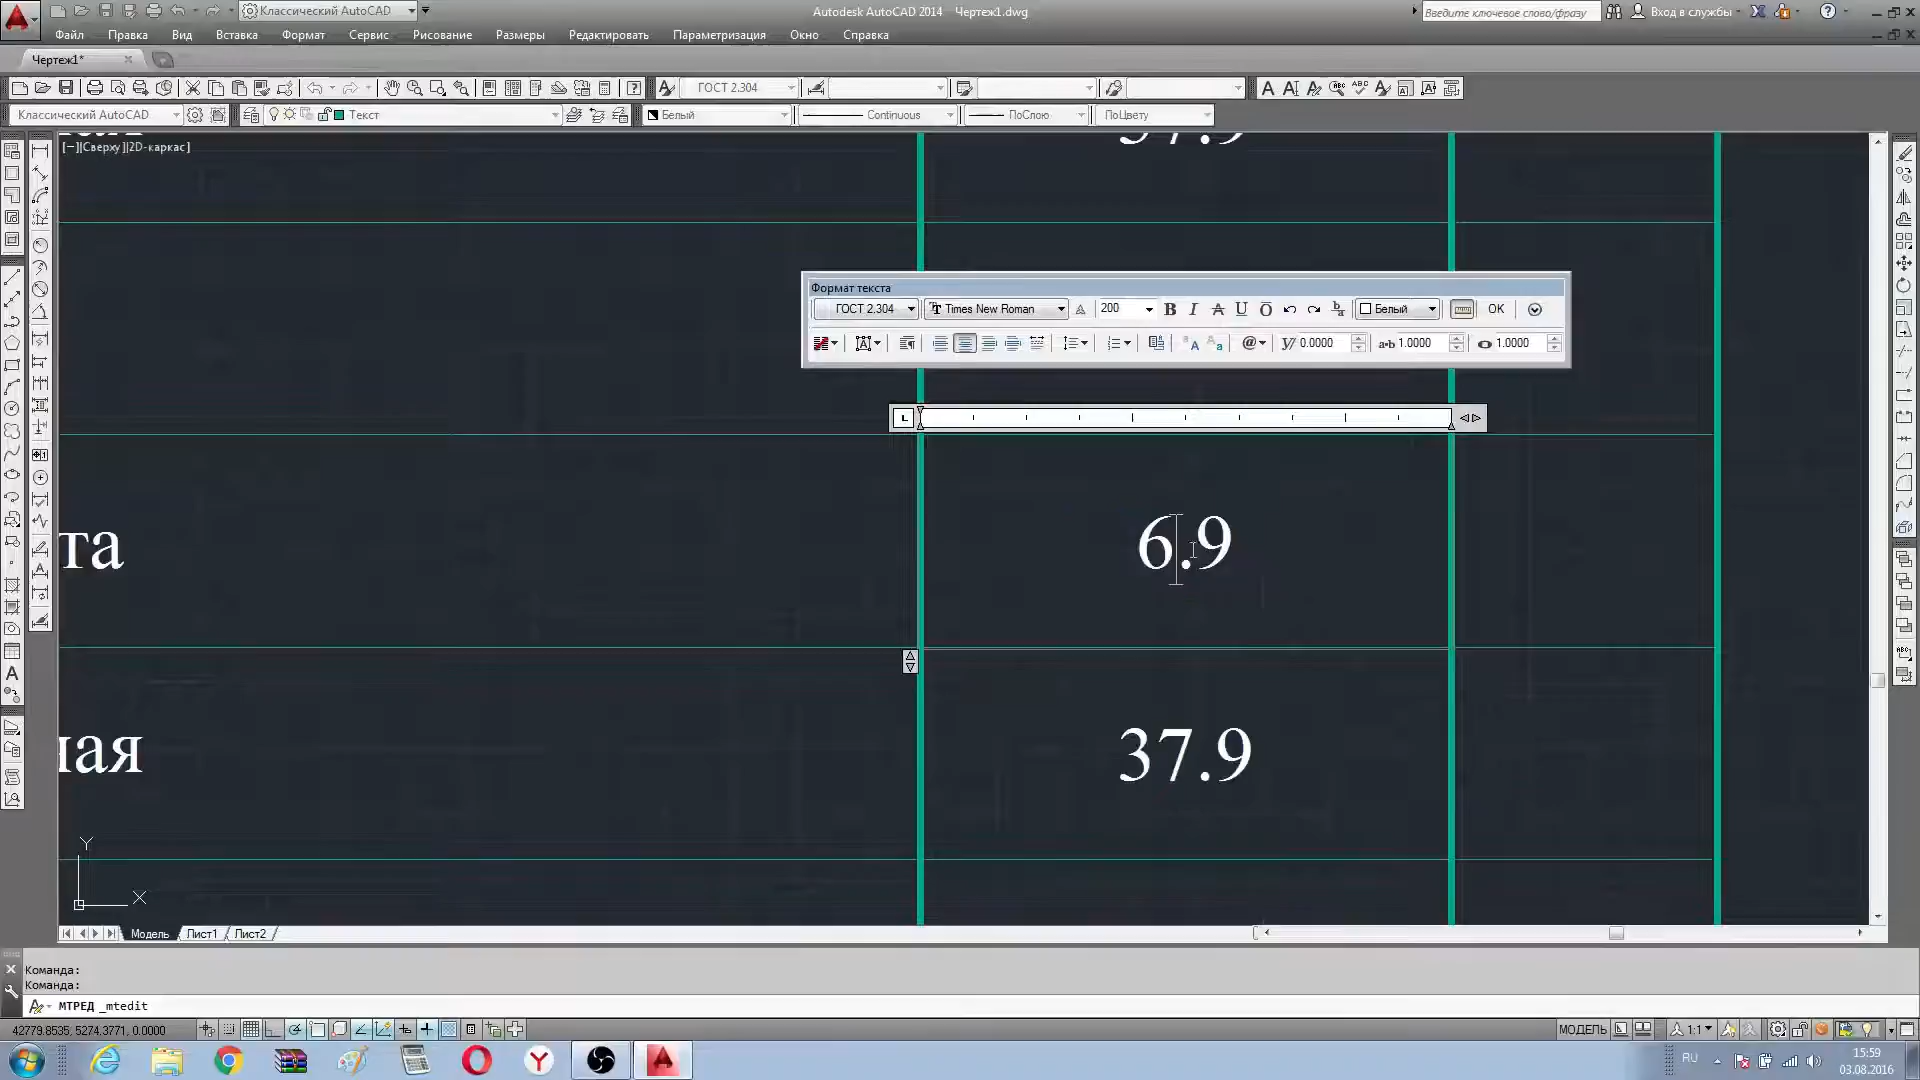 Классический AutoCAD
Autodesk AutoCAD 2014 Чертеж1.dwg
Введите ключевое слово/фразу
Вход в службы
Файл Правка Вид Вставка Формат Сервис Рисование Размеры Редактировать Параметризация Окно Справка
Чертеж1*
ГОСТ 2.304
Классический AutoCAD Текст Белый Continuous ПоСлою ПоЦвету
[−]|Сверху]|2D-каркас]
37.9
Формат текста
ГОСТ 2.304 Times New Roman 200 Белый OK
0.0000 1.0000 1.0000
та 6.9
ная 37.9
Y
X
Модель Лист1 Лист2
Команда:
Команда:
МТРЕД _mtedit
42779.8535, 5274.3771, 0.0000 МОДЕЛЬ 1:1
RU 15:59
03.08.2016